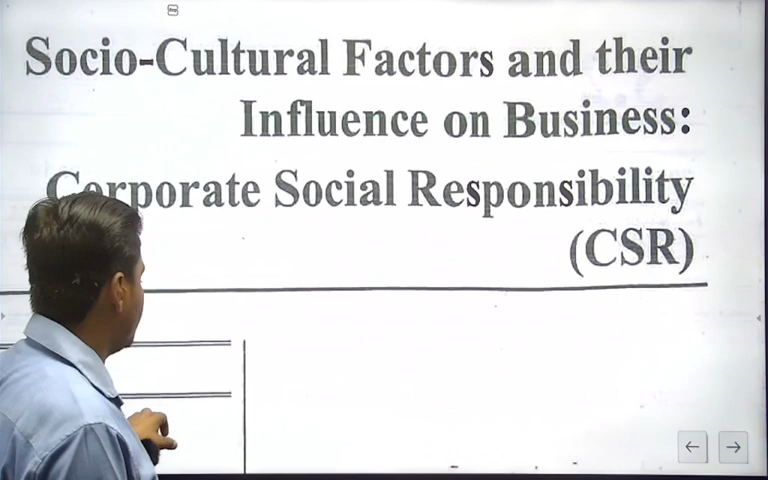 Socio-Cultural Factors and their
Influence on Business:
Corporate Social Responsibility
(CSR)